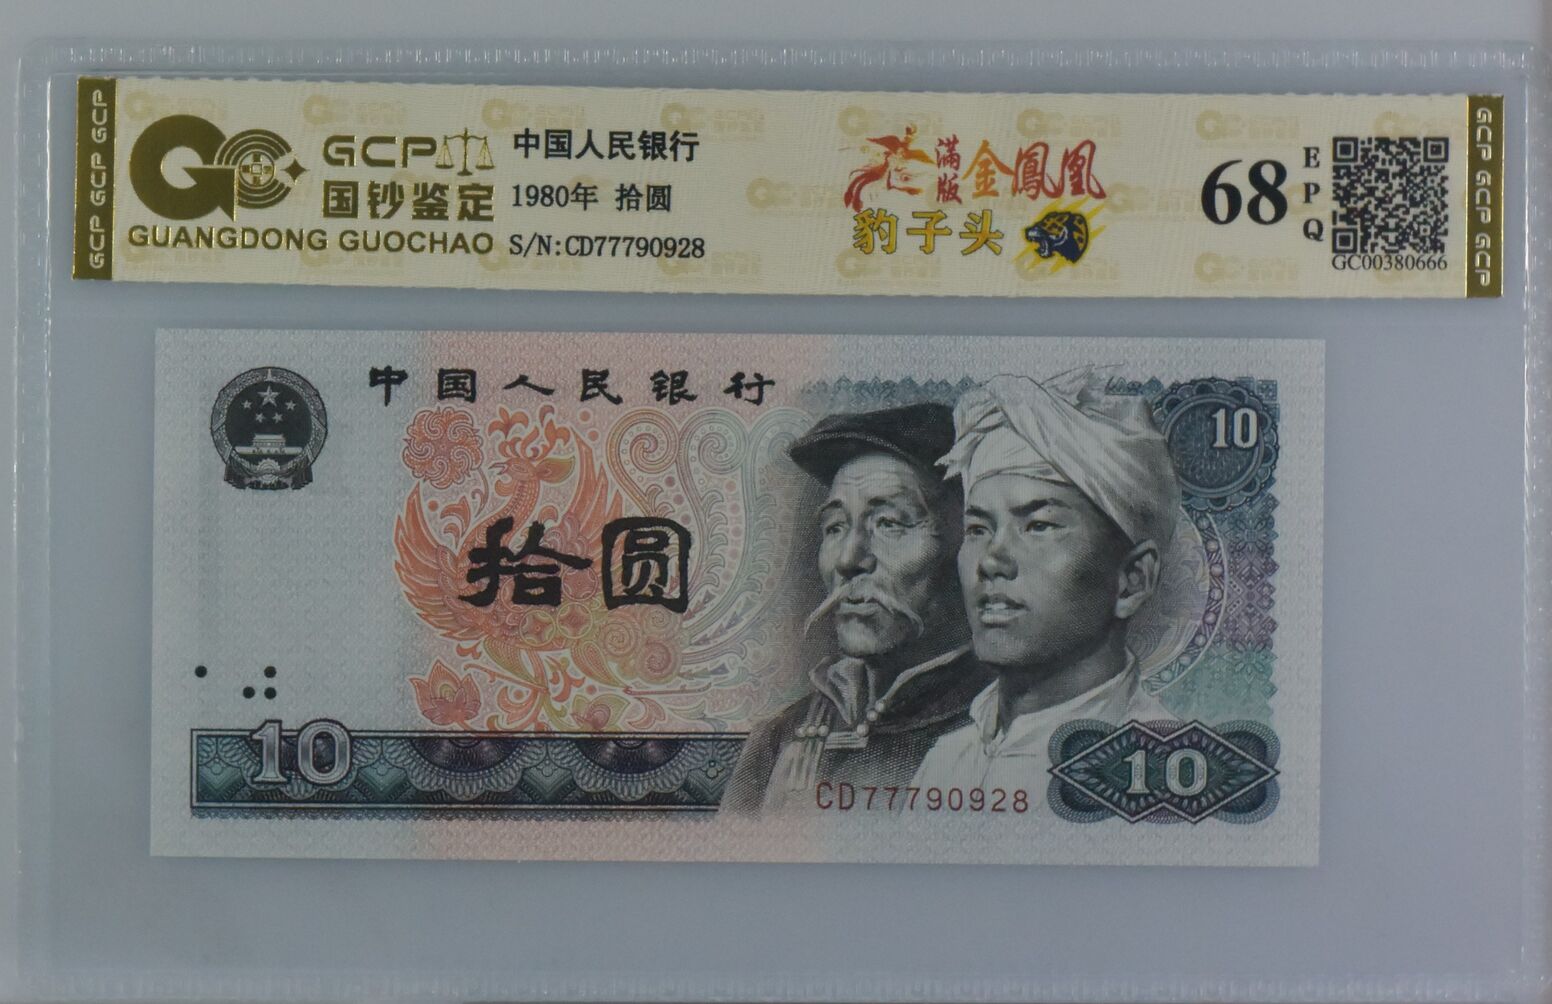 GCP GCP GCP
GCP
国钞鉴定
GUANGDONG GUOCHAO
中国人民银行
1980年 拾圆
S/N:CD77790928
满版 金鳳凰
豹子头
68 EPQ
GC00380666
GCP GCP GCP
中国人民银行
10
拾圆
10
CD77790928
10